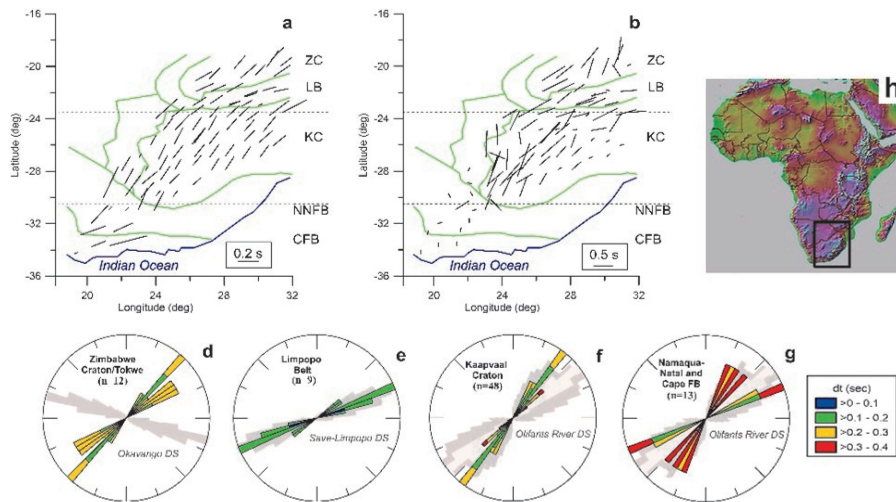 a
b
h
-16
-20
-24
-28
-32
-36
Latitude (deg)
ZC
LB
KC
NNFB
CFB
Indian Ocean
0.2 s
20
24
28
32
Longitude (deg)
-16
-20
-24
-28
-32
-36
Latitude (deg)
ZC
LB
KC
NNFB
CFB
Indian Ocean
0.5 s
20
24
28
32
Longitude (deg)
d
Zimbabwe
Craton/Tokwe
(n 12)
Okavango DS
e
Limpopo
Belt
(n 9)
Save-Limpopo DS
f
Kaapvaal
Craton
(n=48)
Olifants River DS
g
Namaqua-
Natal and
Cape FB
(n=13)
Olifants River DS
dt (sec)
>0 - 0.1
>0.1 - 0.2
>0.2 - 0.3
>0.3 - 0.4